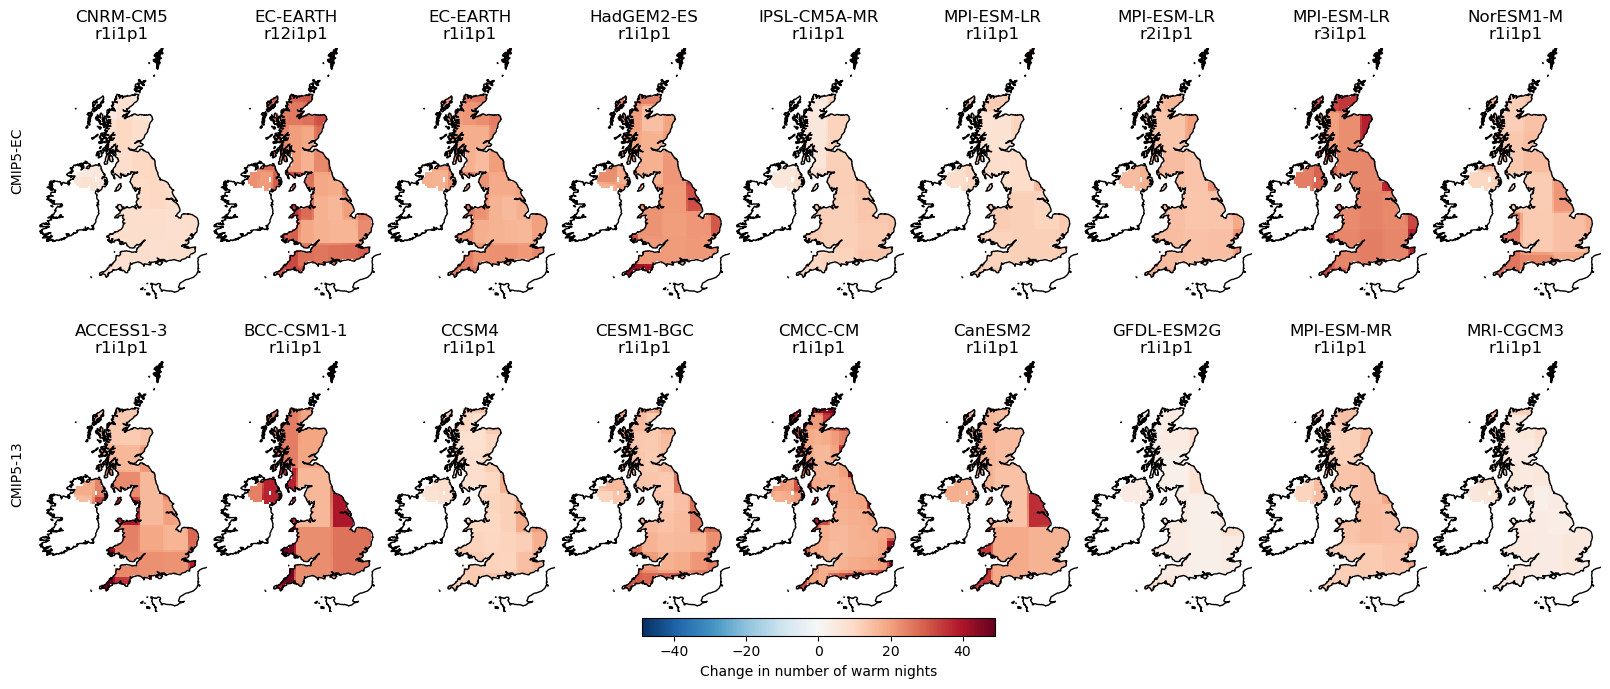 CNRM-CM5
r1i1p1
EC-EARTH
r12i1p1
EC-EARTH
r1i1p1
HadGEM2-ES
r1i1p1
IPSL-CM5A-MR
r1i1p1
MPI-ESM-LR
r1i1p1
MPI-ESM-LR
r2i1p1
MPI-ESM-LR
r3i1p1
NorESM1-M
r1i1p1
CMIP5-EC
ACCESS1-3
r1i1p1
BCC-CSM1-1
r1i1p1
CCSM4
r1i1p1
CESM1-BGC
r1i1p1
CMCC-CM
r1i1p1
CanESM2
r1i1p1
GFDL-ESM2G
r1i1p1
MPI-ESM-MR
r1i1p1
MRI-CGCM3
r1i1p1
CMIP5-13
−40 −20 0 20 40
Change in number of warm nights